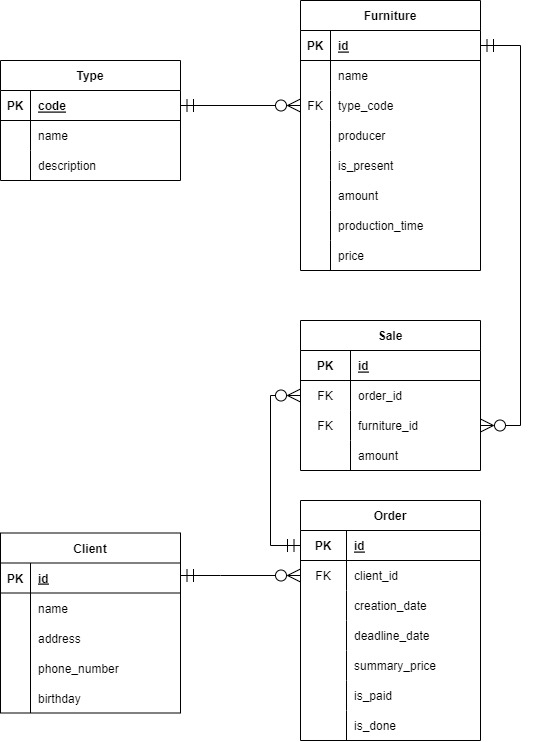 Furniture
PK id
name
FK type_code
producer
is_present
amount
production_time
price
Type
PK code
name
description
Sale
PK id
FK order_id
FK furniture_id
amount
Order
PK id
FK client_id
creation_date
deadline_date
summary_price
is_paid
is_done
Client
PK id
name
address
phone_number
birthday